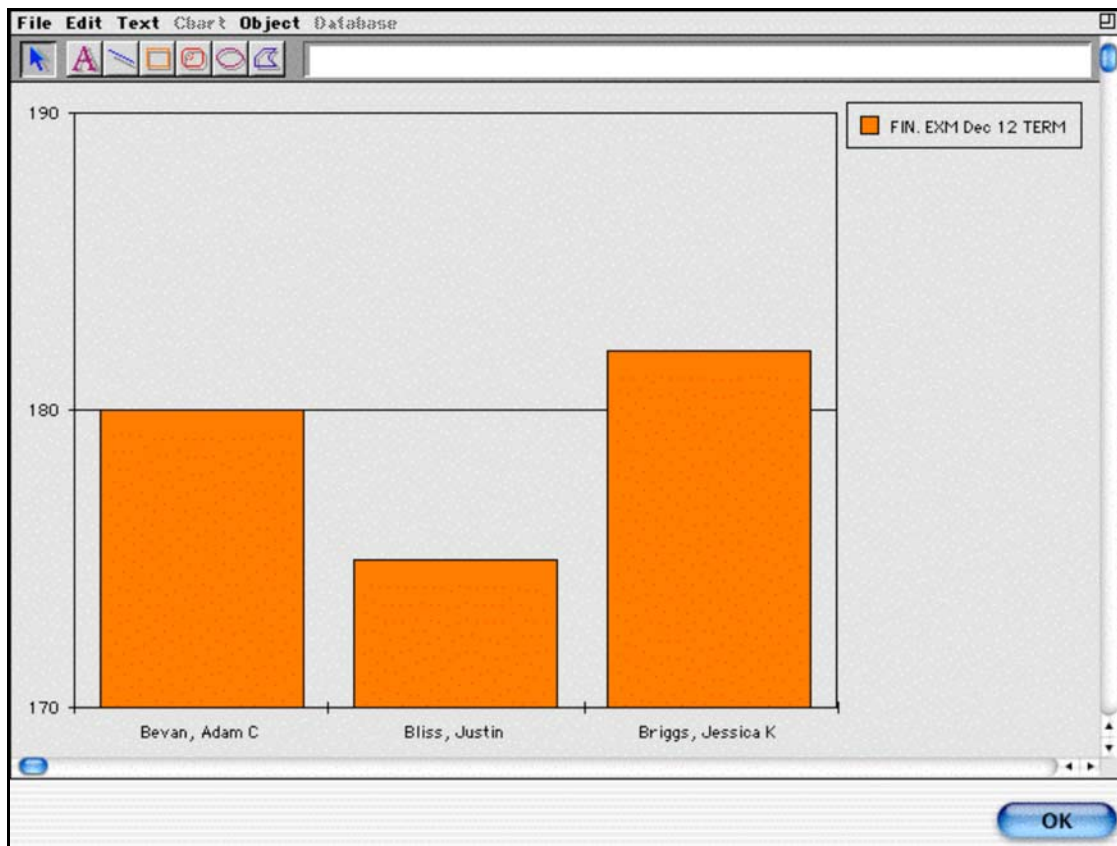 File Edit Text Chart Object Database
A
190
FIN. EXM Dec 12 TERM
180
170
Bevan, Adam C Bliss, Justin Briggs, Jessica K
OK